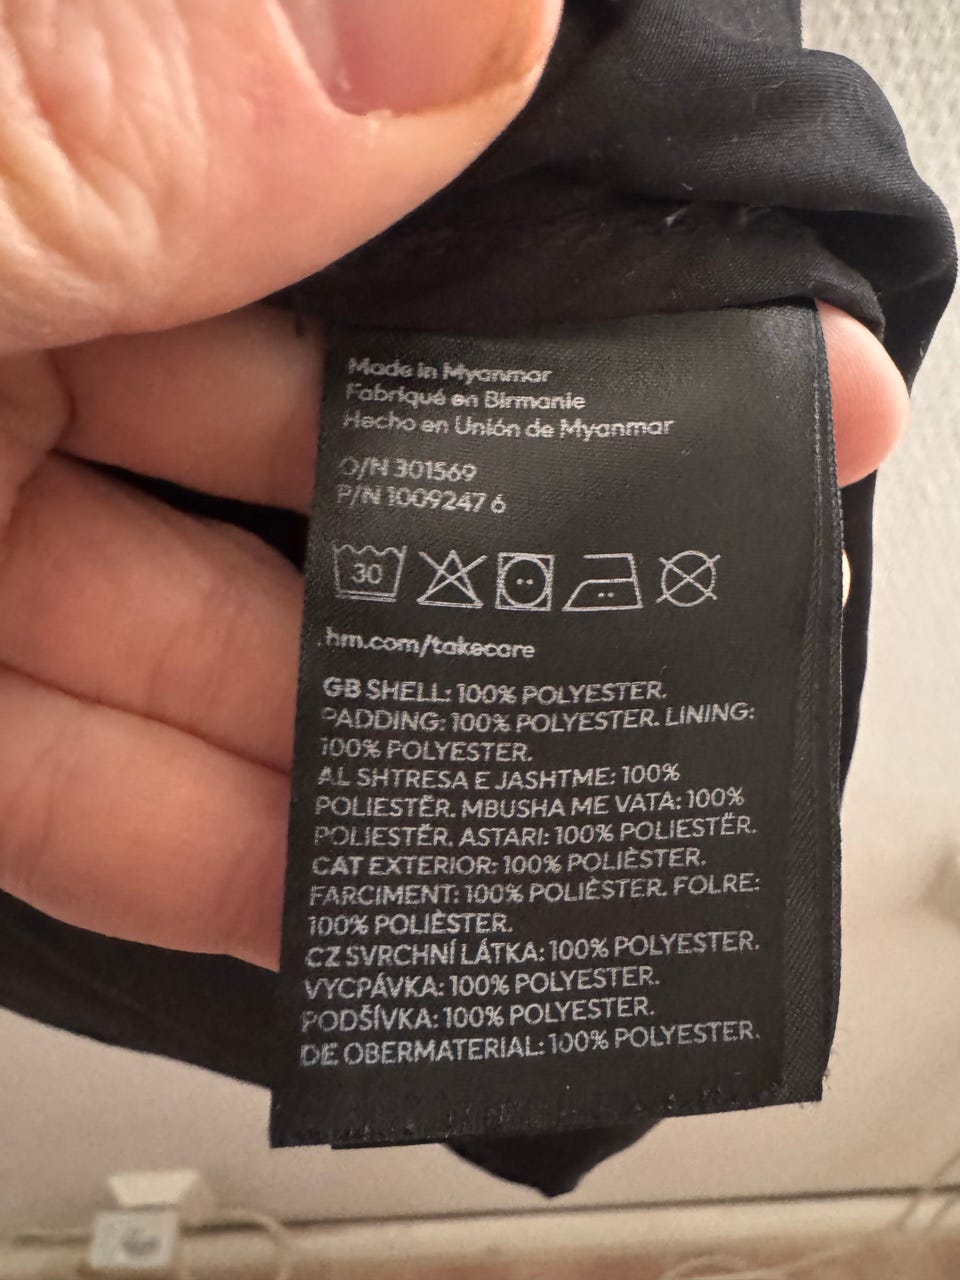 Made in Myanmar
Fabriqué en Birmanie
Hecho en Unión de Myanmar
O/N 301569
P/N 1009247 6
30
hm.com/takecare
GB SHELL: 100% POLYESTER.
PADDING: 100% POLYESTER. LINING:
100% POLYESTER.
AL SHTRESA E JASHTME: 100%
POLIESTËR. MBUSHA ME VATA: 100%
POLIESTËR. ASTARI: 100% POLIESTËR.
CAT EXTERIOR: 100% POLIÈSTER.
FARCIMENT: 100% POLIÈSTER. FOLRE:
100% POLIÈSTER.
CZ SVRCHNÍ LÁTKA: 100% POLYESTER.
VYCPÁVKA: 100% POLYESTER.
PODŠÍVKA: 100% POLYESTER.
DE OBERMATERIAL: 100% POLYESTER.